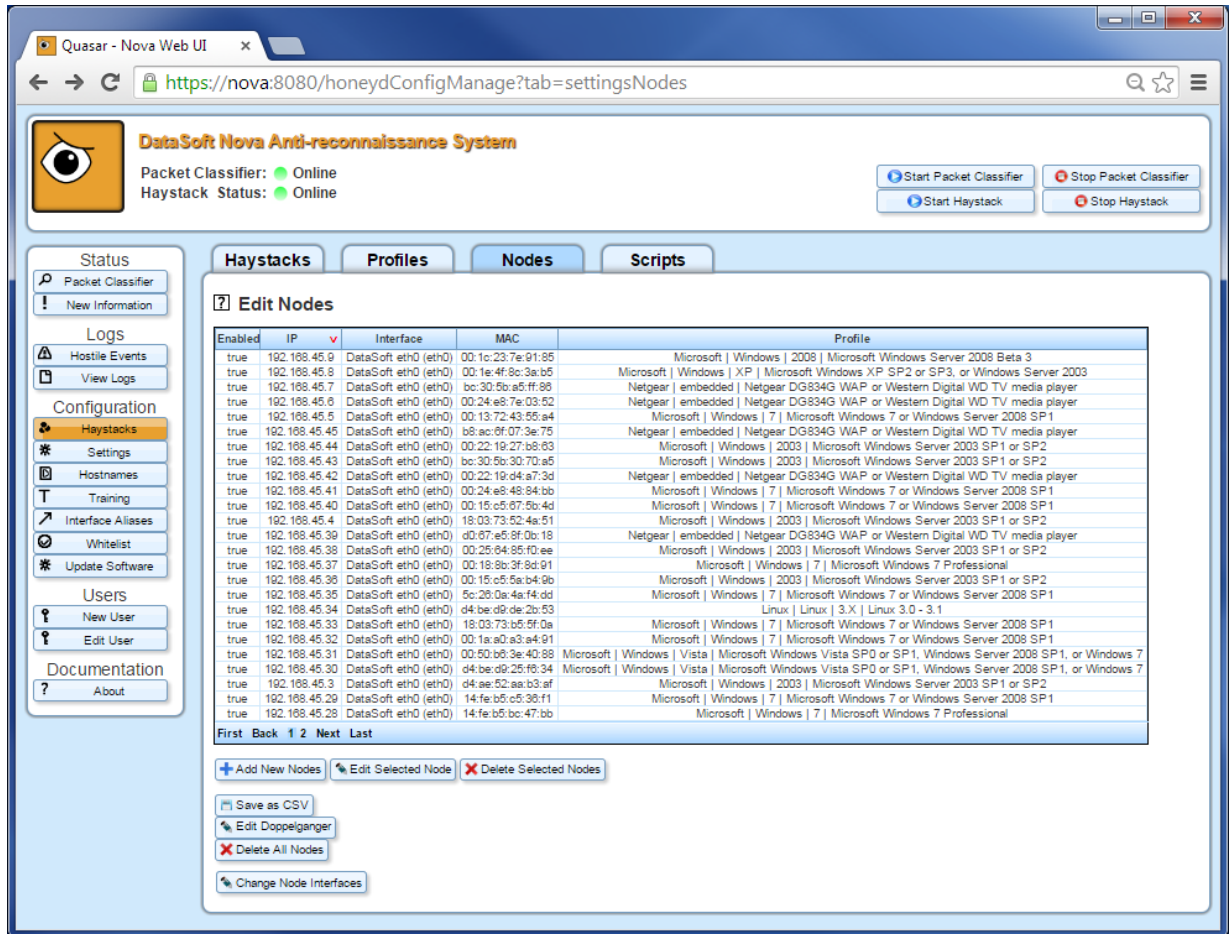 Quasar - Nova Web UI ×
https://nova:8080/honeydConfigManage?tab=settingsNodes
DataSoft Nova Anti-reconnaissance System
Packet Classifier: Online
Haystack Status: Online
Start Packet Classifier Stop Packet Classifier
Start Haystack Stop Haystack
Status
Packet Classifier
! New Information
Logs
Hostile Events
View Logs
Configuration
Haystacks
Settings
Hostnames
T Training
Interface Aliases
Whitelist
Update Software
Users
New User
Edit User
Documentation
? About
Haystacks Profiles Nodes Scripts
? Edit Nodes
Enabled IP v Interface MAC Profile
true 192.168.45.9 DataSoft eth0 (eth0) 00:1c:23:7e:91:85 Microsoft | Windows | 2008 | Microsoft Windows Server 2008 Beta 3
true 192.168.45.8 DataSoft eth0 (eth0) 00:1e:4f:8c:3a:b5 Microsoft | Windows | XP | Microsoft Windows XP SP2 or SP3, or Windows Server 2003
true 192.168.45.7 DataSoft eth0 (eth0) bc:30:5b:a5:ff:86 Netgear | embedded | Netgear DG834G WAP or Western Digital WD TV media player
true 192.168.45.6 DataSoft eth0 (eth0) 00:24:e8:7e:03:52 Netgear | embedded | Netgear DG834G WAP or Western Digital WD TV media player
true 192.168.45.5 DataSoft eth0 (eth0) 00:13:72:43:55:a4 Microsoft | Windows | 7 | Microsoft Windows 7 or Windows Server 2008 SP1
true 192.168.45.45 DataSoft eth0 (eth0) b8:ac:6f:07:3e:75 Netgear | embedded | Netgear DG834G WAP or Western Digital WD TV media player
true 192.168.45.44 DataSoft eth0 (eth0) 00:22:19:27:b8:63 Microsoft | Windows | 2003 | Microsoft Windows Server 2003 SP1 or SP2
true 192.168.45.43 DataSoft eth0 (eth0) bc:30:5b:30:70:a5 Microsoft | Windows | 2003 | Microsoft Windows Server 2003 SP1 or SP2
true 192.168.45.42 DataSoft eth0 (eth0) 00:22:19:d4:a7:3d Netgear | embedded | Netgear DG834G WAP or Western Digital WD TV media player
true 192.168.45.41 DataSoft eth0 (eth0) 00:24:e8:48:84:bb Microsoft | Windows | 7 | Microsoft Windows 7 or Windows Server 2008 SP1
true 192.168.45.40 DataSoft eth0 (eth0) 00:15:c5:67:5b:4d Microsoft | Windows | 7 | Microsoft Windows 7 or Windows Server 2008 SP1
true 192.168.45.4 DataSoft eth0 (eth0) 18:03:73:52:4a:51 Microsoft | Windows | 2003 | Microsoft Windows Server 2003 SP1 or SP2
true 192.168.45.39 DataSoft eth0 (eth0) d0:67:e5:8f:0b:18 Netgear | embedded | Netgear DG834G WAP or Western Digital WD TV media player
true 192.168.45.38 DataSoft eth0 (eth0) 00:25:64:85:f0:ee Microsoft | Windows | 2003 | Microsoft Windows Server 2003 SP1 or SP2
true 192.168.45.37 DataSoft eth0 (eth0) 00:18:8b:3f:8d:91 Microsoft | Windows | 7 | Microsoft Windows 7 Professional
true 192.168.45.36 DataSoft eth0 (eth0) 00:15:c5:5a:b4:9b Microsoft | Windows | 2003 | Microsoft Windows Server 2003 SP1 or SP2
true 192.168.45.35 DataSoft eth0 (eth0) 5c:26:0a:4a:f4:dd Microsoft | Windows | 7 | Microsoft Windows 7 or Windows Server 2008 SP1
true 192.168.45.34 DataSoft eth0 (eth0) d4:be:d9:de:2b:53 Linux | Linux | 3.X | Linux 3.0 - 3.1
true 192.168.45.33 DataSoft eth0 (eth0) 18:03:73:b5:5f:0a Microsoft | Windows | 7 | Microsoft Windows 7 or Windows Server 2008 SP1
true 192.168.45.32 DataSoft eth0 (eth0) 00:1a:a0:a3:a4:91 Microsoft | Windows | 7 | Microsoft Windows 7 or Windows Server 2008 SP1
true 192.168.45.31 DataSoft eth0 (eth0) 00:50:b6:3e:40:88 Microsoft | Windows | Vista | Microsoft Windows Vista SP0 or SP1, Windows Server 2008 SP1, or Windows 7
true 192.168.45.30 DataSoft eth0 (eth0) d4:be:d9:25:f6:34 Microsoft | Windows | Vista | Microsoft Windows Vista SP0 or SP1, Windows Server 2008 SP1, or Windows 7
true 192.168.45.3 DataSoft eth0 (eth0) d4:ae:52:aa:b3:af Microsoft | Windows | 2003 | Microsoft Windows Server 2003 SP1 or SP2
true 192.168.45.29 DataSoft eth0 (eth0) 14:fe:b5:c5:36:f1 Microsoft | Windows | 7 | Microsoft Windows 7 or Windows Server 2008 SP1
true 192.168.45.28 DataSoft eth0 (eth0) 14:fe:b5:bc:47:bb Microsoft | Windows | 7 | Microsoft Windows 7 Professional
First Back 1 2 Next Last
Add New Nodes Edit Selected Node Delete Selected Nodes
Save as CSV
Edit Doppelganger
Delete All Nodes
Change Node Interfaces